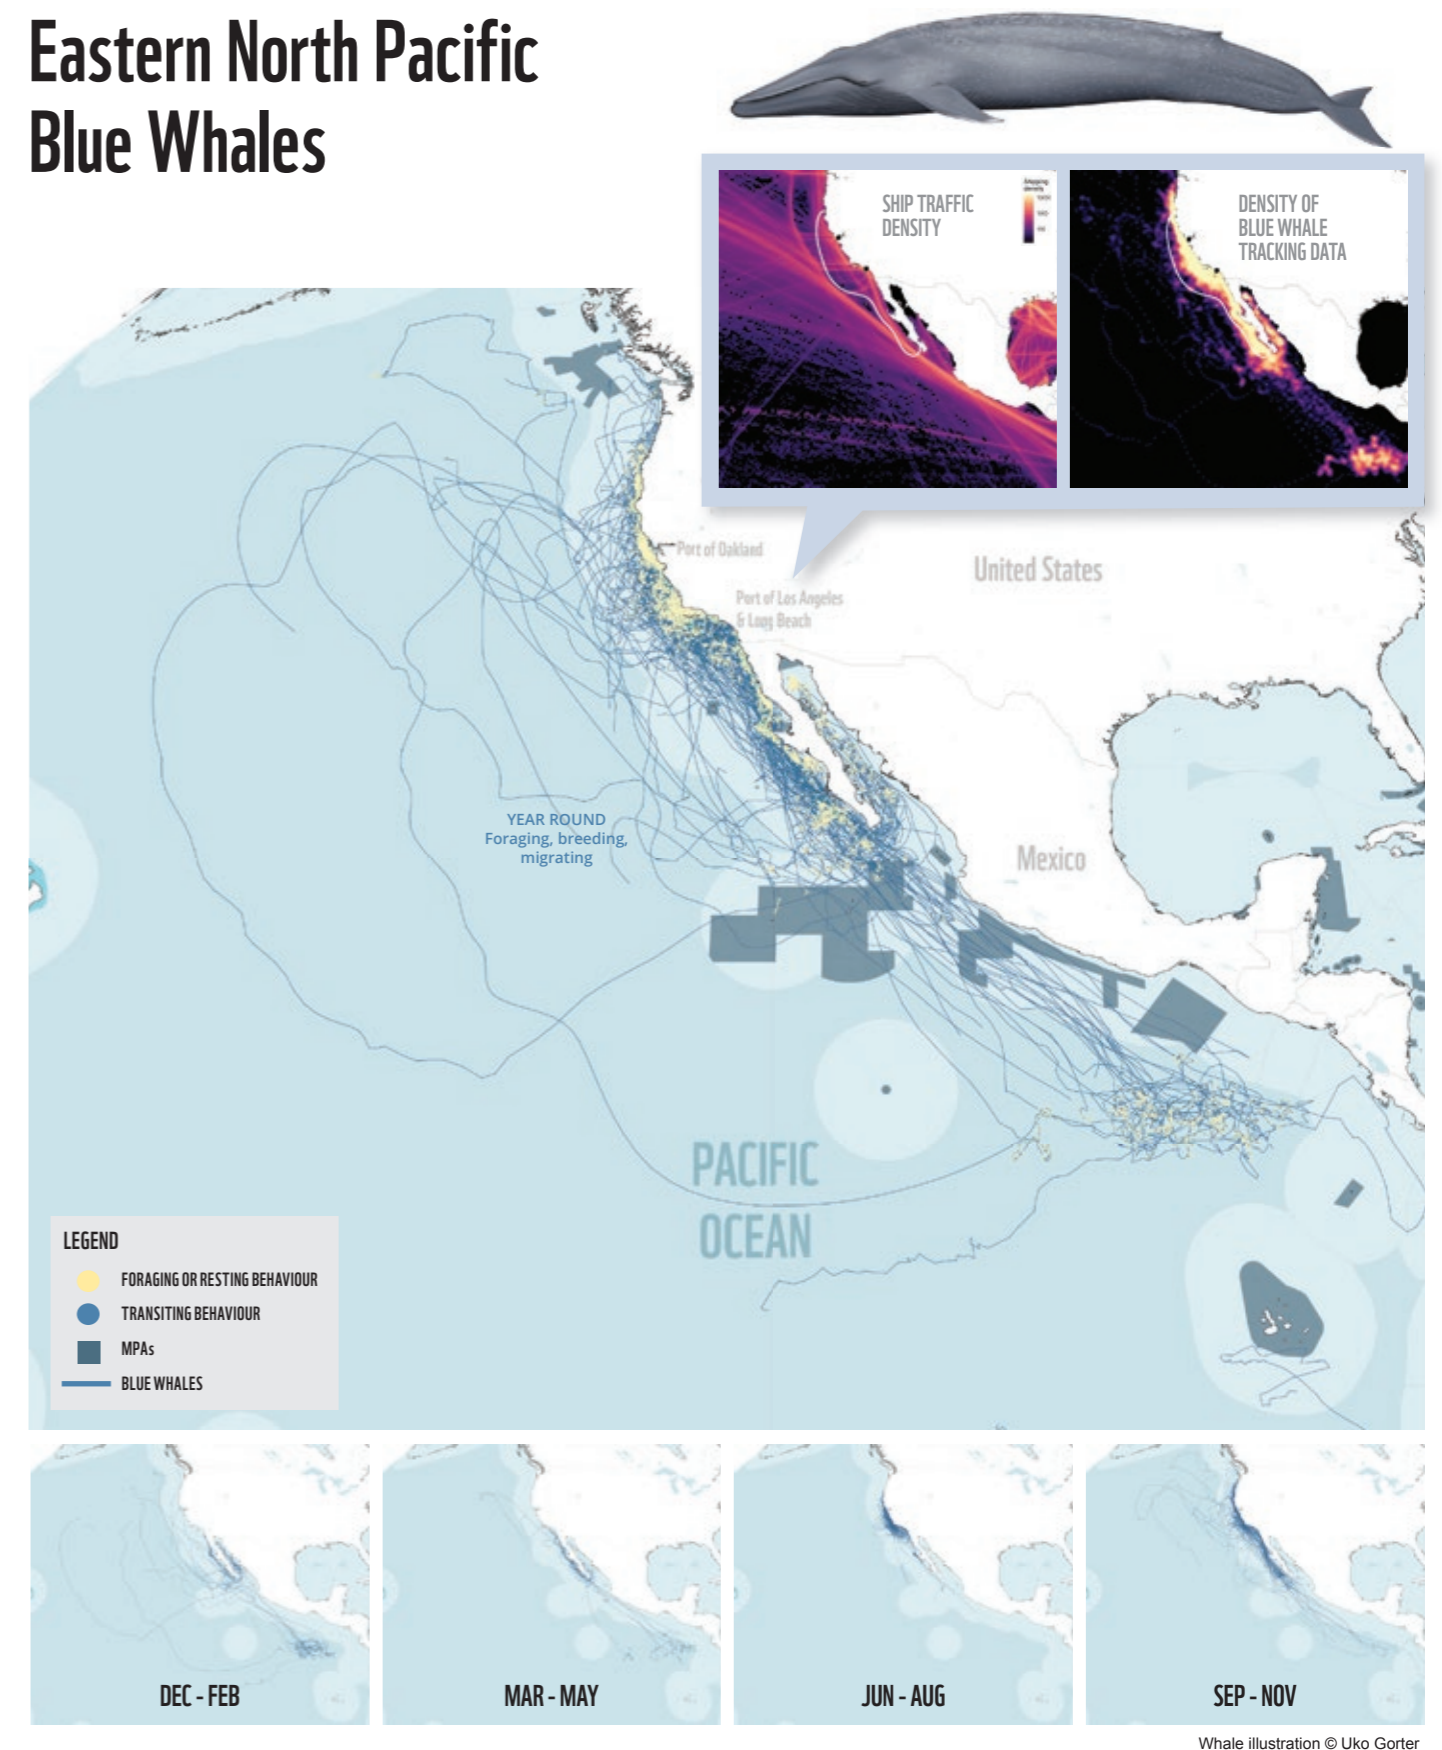 Eastern North Pacific
Blue Whales
SHIP TRAFFIC
DENSITY
DENSITY OF
BLUE WHALE
TRACKING DATA
Port of Oakland
United States
Port of Los Angeles
& Long Beach
YEAR ROUND
Foraging, breeding,
migrating
Mexico
PACIFIC
OCEAN
LEGEND
FORAGING OR RESTING BEHAVIOUR
TRANSITING BEHAVIOUR
MPAs
BLUE WHALES
DEC - FEB
MAR - MAY
JUN - AUG
SEP - NOV
Whale illustration © Uko Gorter